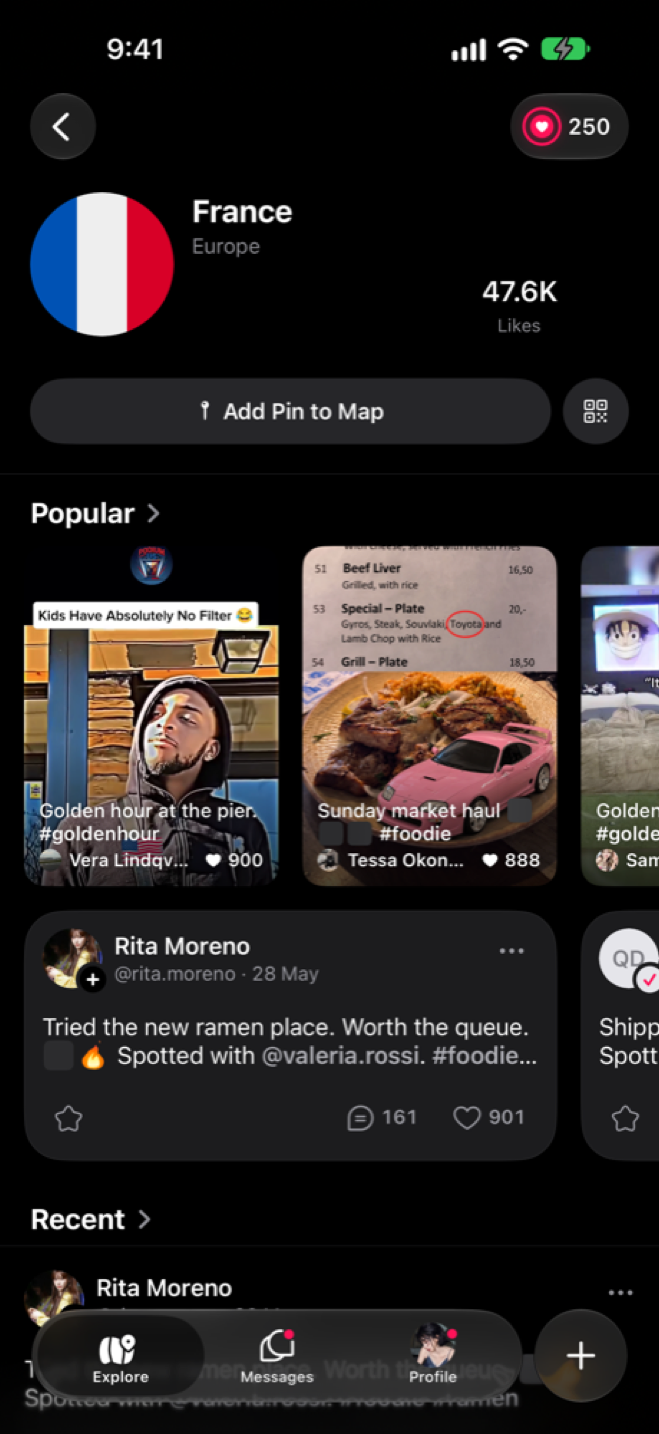 9:41
250
France
Europe
47.6K
Likes
Add Pin to Map
Popular
Kids Have Absolutely No Filter 😂
Golden hour at the pier.
#goldenhour
Vera Lindqv... 900
51 Beef Liver 16,50
Grilled, with rice
53 Special – Plate 20,-
Gyros, Steak, Souvlaki, Toyota and
Lamb Chop with Rice
54 Grill – Plate 18,50
Sunday market haul
#foodie
Tessa Okon... 888
"It
Golden
#golde
Sam
Rita Moreno
@rita.moreno · 28 May
Tried the new ramen place. Worth the queue.
🔥 Spotted with @valeria.rossi. #foodie...
161 901
QD
Shipp
Spott
Recent
Rita Moreno
Explore
Messages
Profile